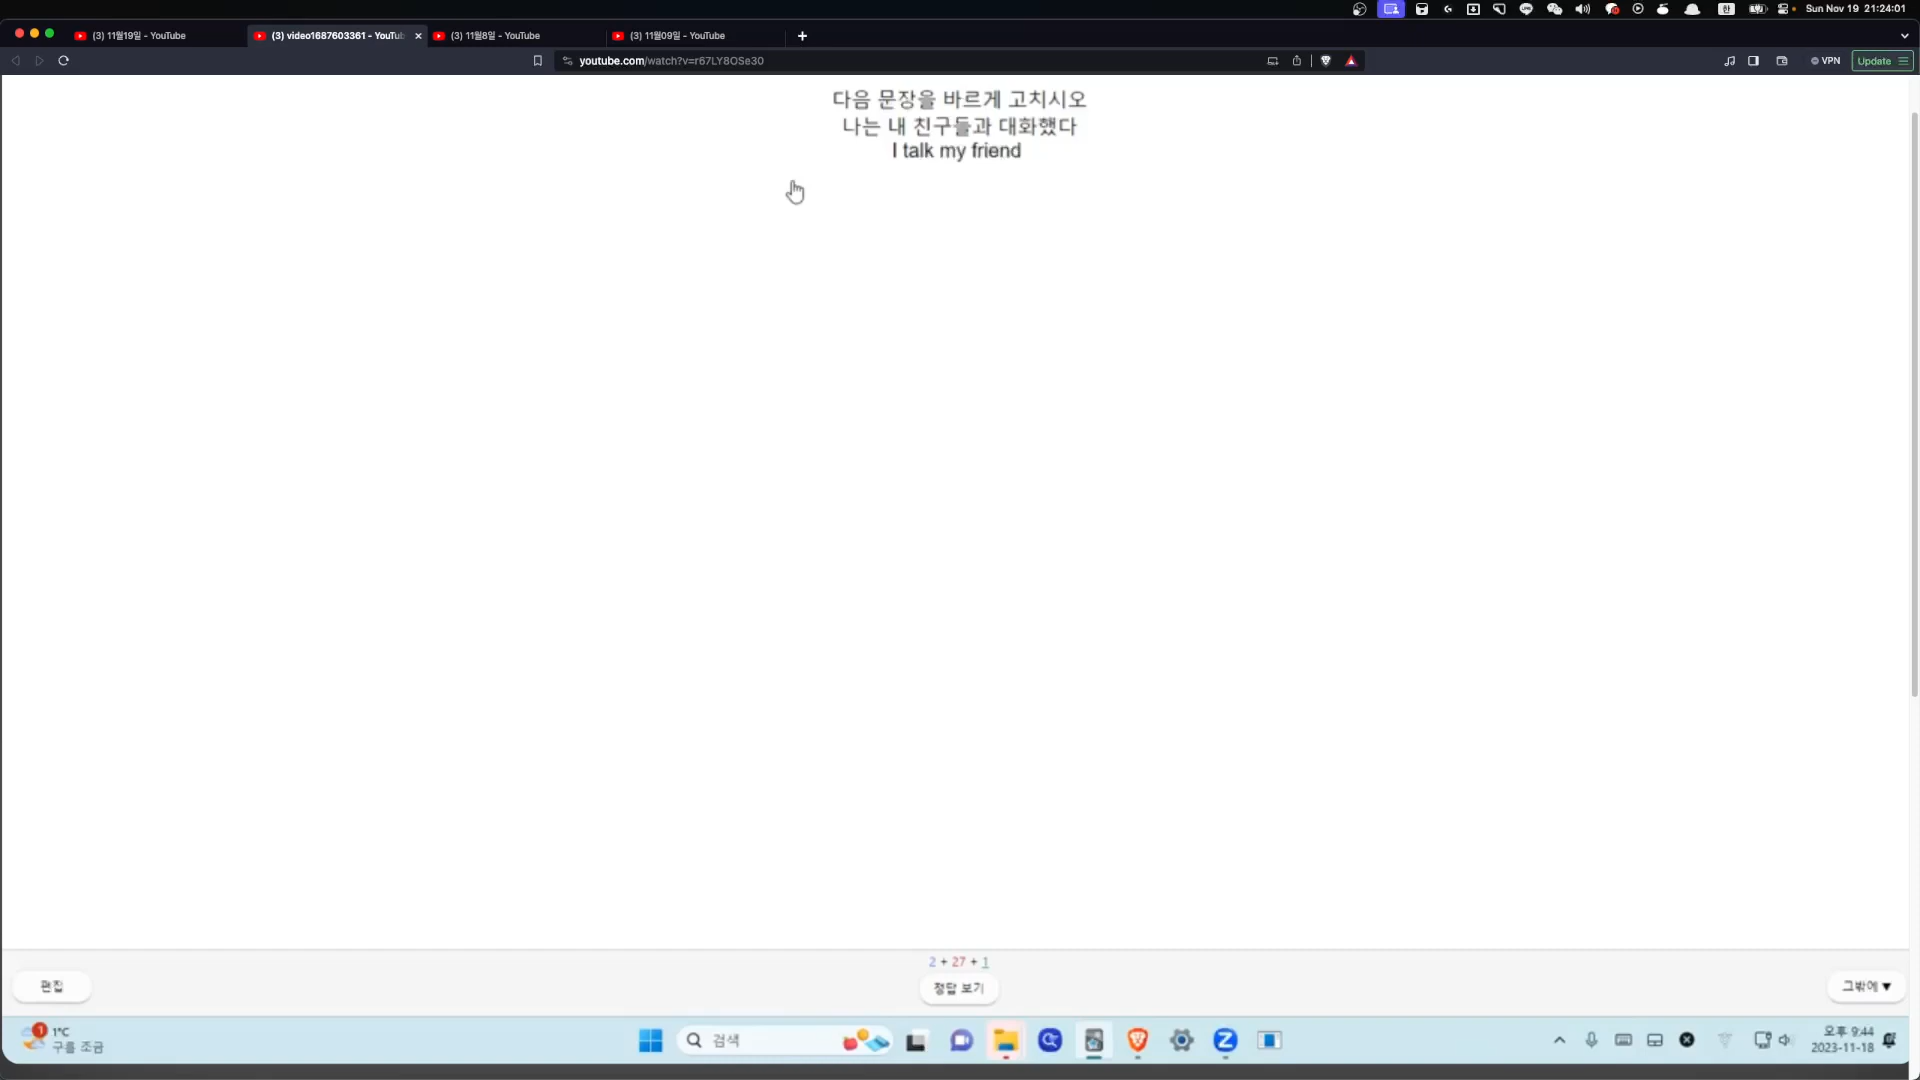 Sun Nov 19 21:24:01
(3) 11월19일 - YouTube
(3) video1687603361 - YouTub
(3) 11월8일 - YouTube
(3) 11월09일 - YouTube
youtube.com/watch?v=r67LY8OSe30
VPN
Update
다음 문장을 바르게 고치시오
나는 내 친구들과 대화했다
I talk my friend
2 + 27 + 1
편집
정답 보기
그밖에 ▼
1
1°C
구름 조금
검색
오후 9:44
2023-11-18